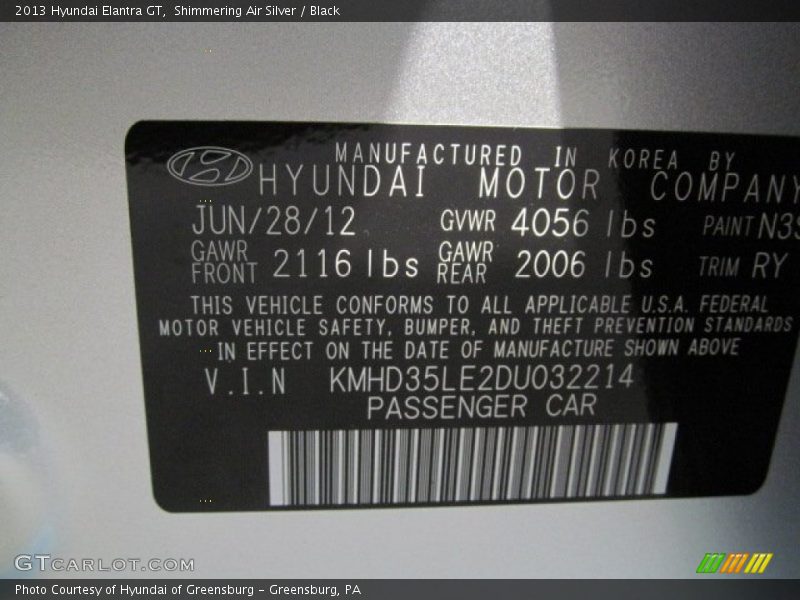 2013 Hyundai Elantra GT, Shimmering Air Silver / Black
MANUFACTURED IN KOREA BY
HYUNDAI MOTOR COMPANY
JUN/28/12 GVWR 4056 lbs PAINT N3S
GAWR FRONT 2116 lbs GAWR REAR 2006 lbs TRIM RY
THIS VEHICLE CONFORMS TO ALL APPLICABLE U.S.A. FEDERAL
MOTOR VEHICLE SAFETY, BUMPER, AND THEFT PREVENTION STANDARDS
IN EFFECT ON THE DATE OF MANUFACTURE SHOWN ABOVE
V.I.N KMHD35LE2DU032214
PASSENGER CAR
GTCARLOT.COM
Photo Courtesy of Hyundai of Greensburg - Greensburg, PA